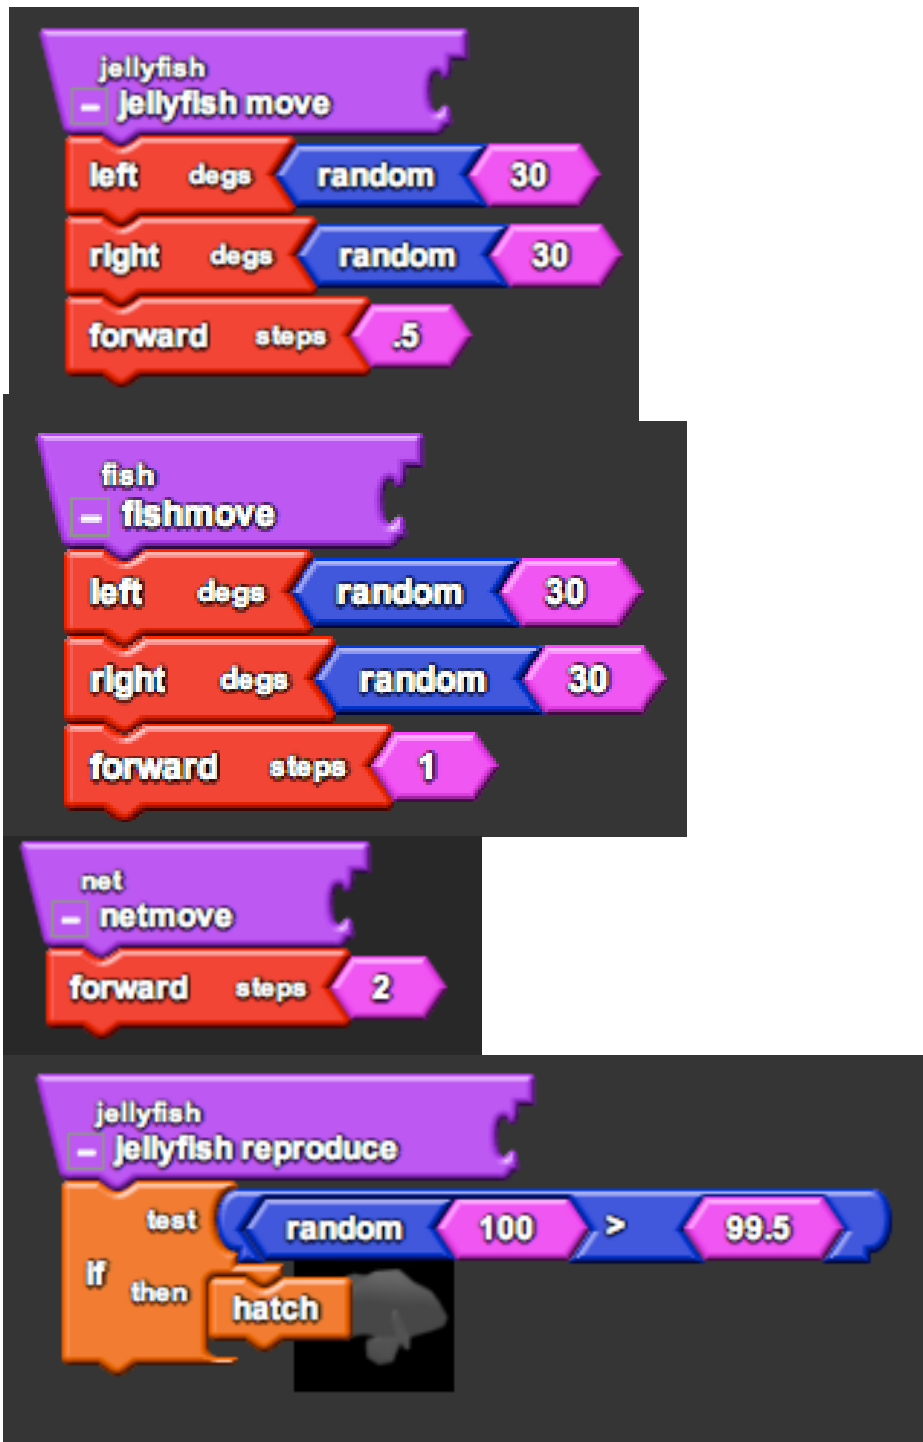 jellyfish
jellyfish move
left degs random 30
right degs random 30
forward steps .5
fish
fishmove
left degs random 30
right degs random 30
forward steps 1
net
netmove
forward steps 2
jellyfish
jellyfish reproduce
test random 100 > 99.5
if
then
hatch